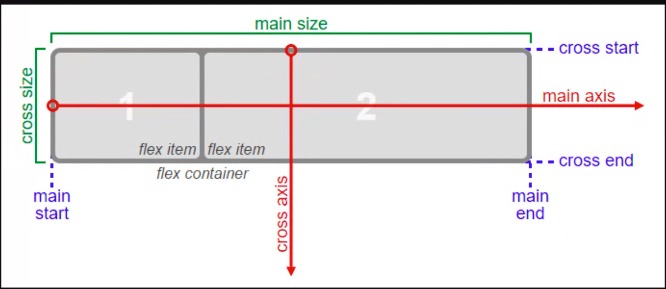 main size
cross start
cross size
1
2
main axis
flex item
flex item
cross end
flex container
cross axis
main
start
main
end